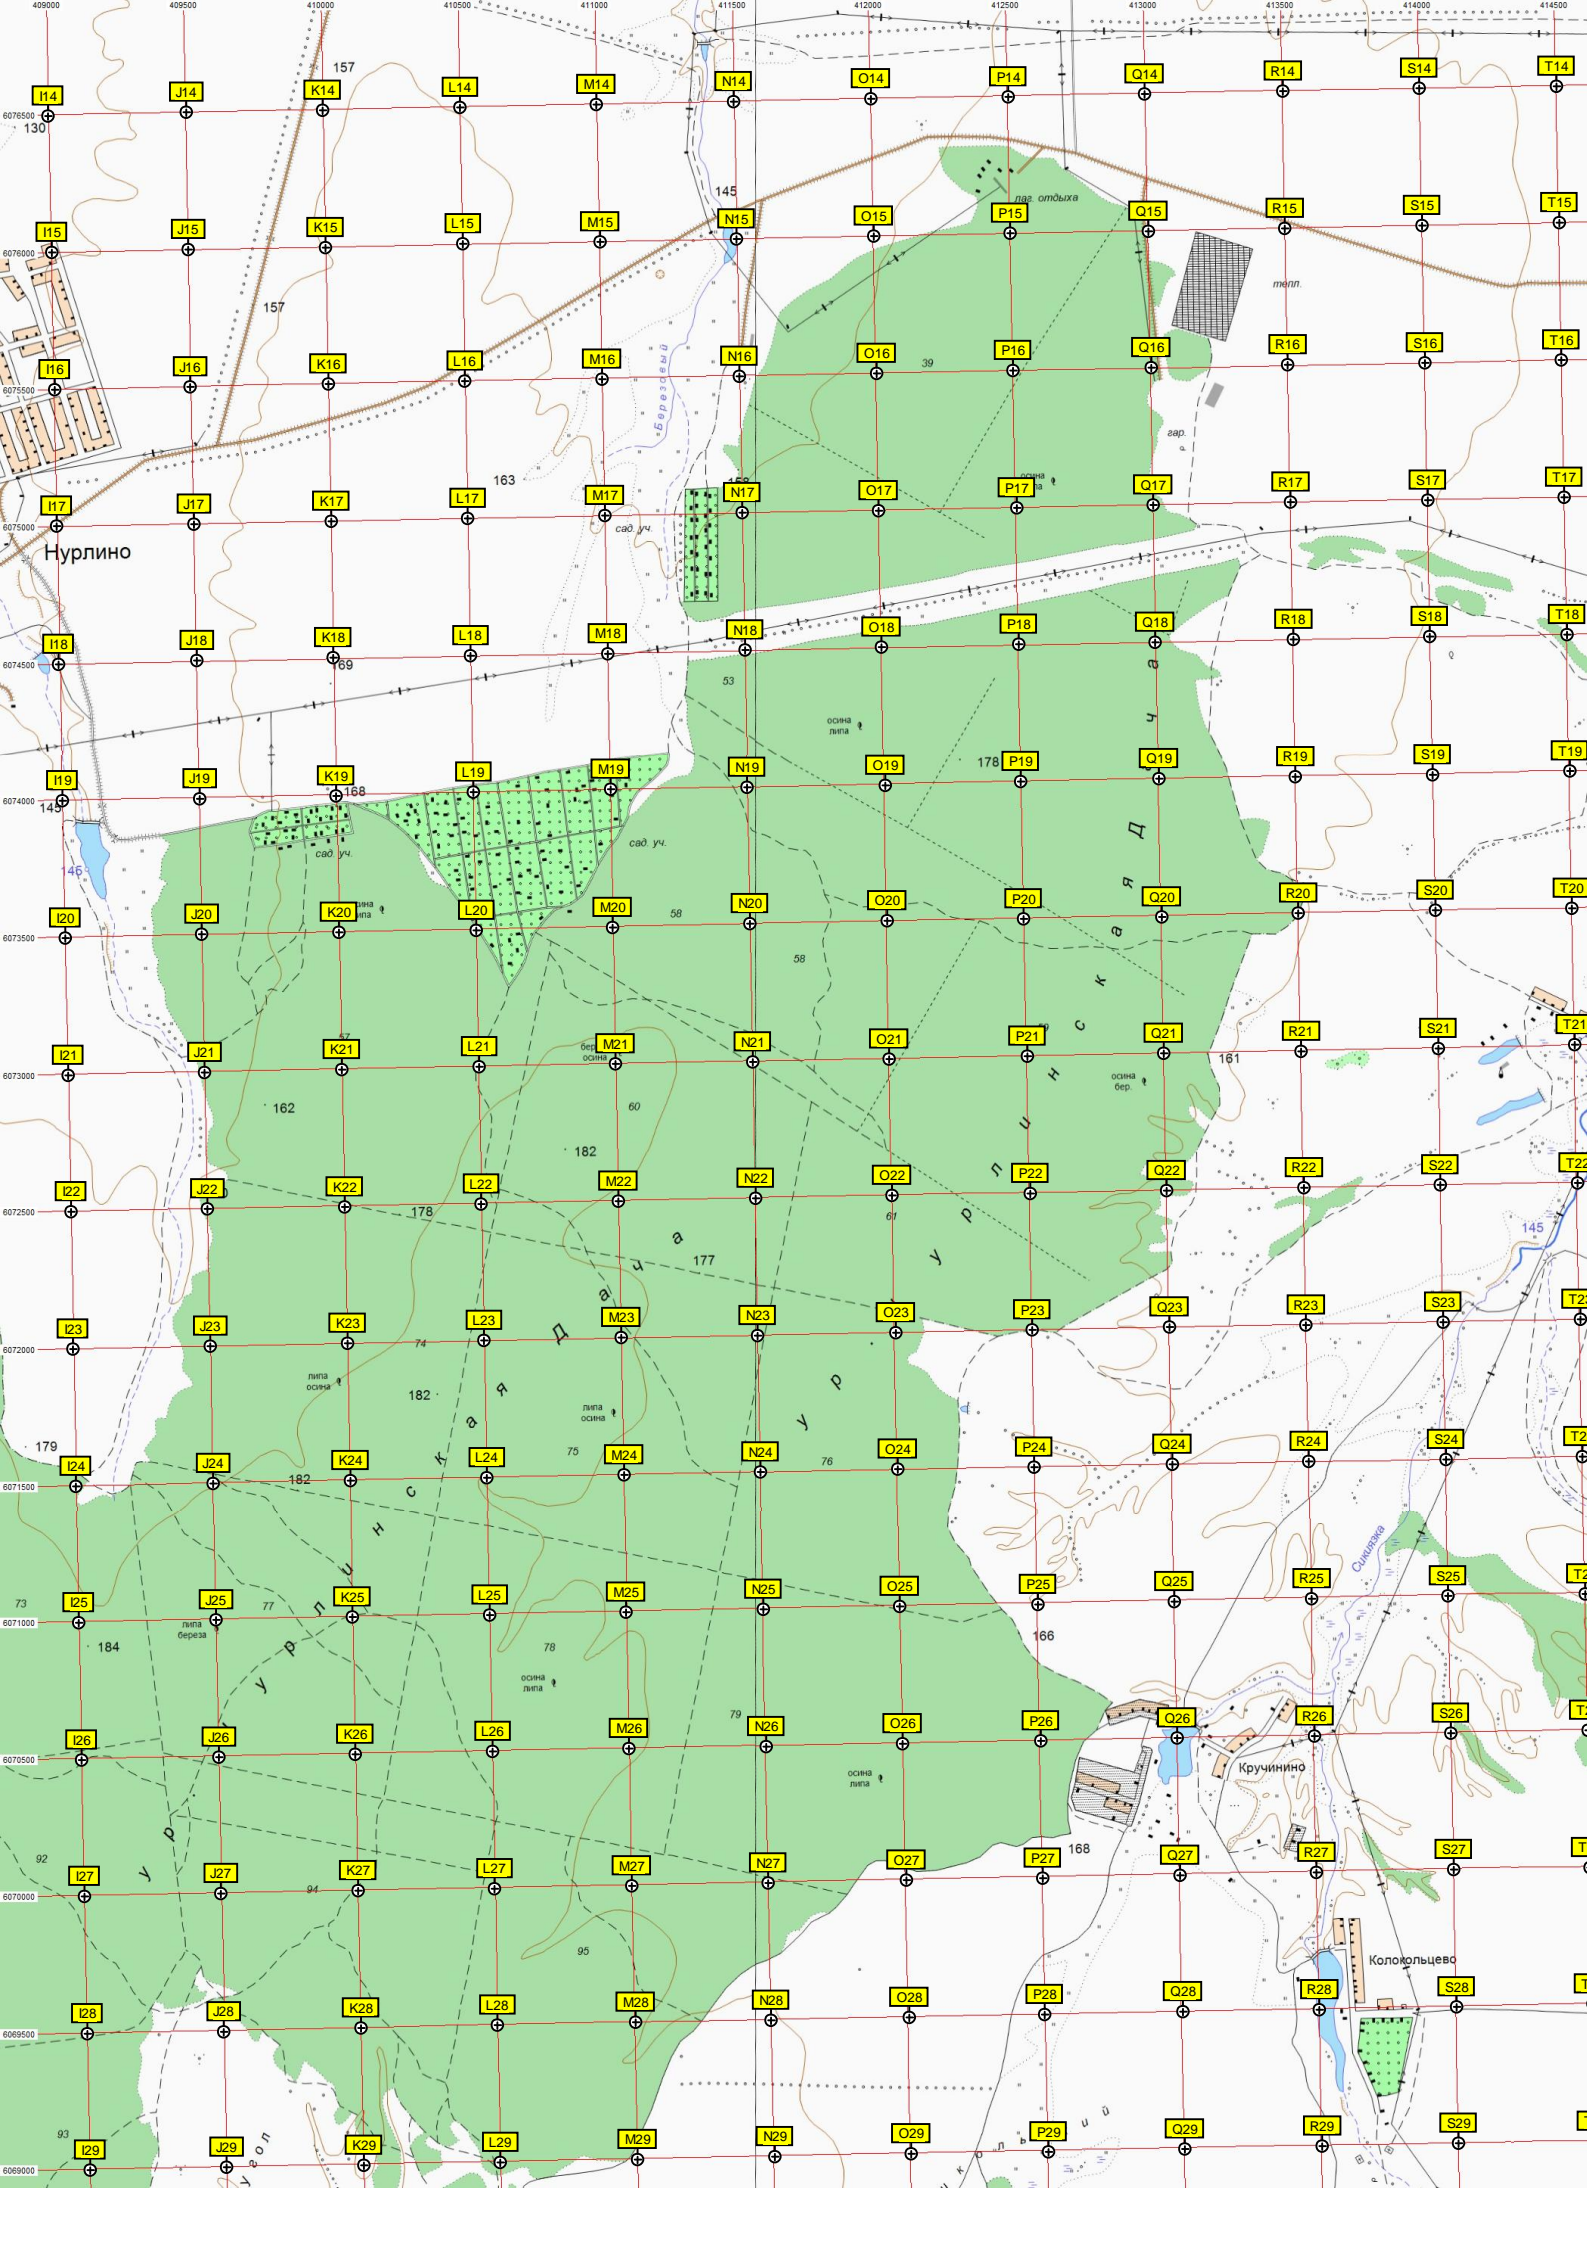 409000 409500 410000 410500 411000 411500 412000 412500 413000 413500 414000 414500
157
I14 J14 K14 L14 M14 N14 O14 P14 Q14 R14 S14 T14
6076500
130
145
лаг. отдыха
I15 J15 K15 L15 M15 N15 O15 P15 Q15 R15 S15 T15
6076000
157
тепл.
Березовый
39
I16 J16 K16 L16 M16 N16 O16 P16 Q16 R16 S16 T16
6075500
гар.
163
осина
I17 J17 K17 L17 M17 N17 O17 P17 Q17 R17 S17 T17
6075000
сад. уч.
Нурлино
I18 J18 K18 L18 M18 N18 O18 P18 Q18 R18 S18 T18
6074500
169
53
осина
липа
178
I19 J19 K19 L19 M19 N19 O19 P19 Q19 R19 S19 T19
6074000
145
168
сад. уч.
сад. уч.
146
I20 J20 K20 L20 M20 N20 O20 P20 Q20 R20 S20 T20
6073500
58
58
57
I21 J21 K21 L21 M21 N21 O21 P21 Q21 R21 S21 T21
6073000
осина
161
осина
бер.
162
60
182
I22 J22 K22 L22 M22 N22 O22 P22 Q22 R22 S22 T22
6072500
178
61
145
177
урлинская Дача
I23 J23 K23 L23 M23 N23 O23 P23 Q23 R23 S23 T23
6072000
74
липа
осина
182
липа
осина
179
75
76
I24 J24 K24 L24 M24 N24 O24 P24 Q24 R24 S24
6071500
182
Сикиязка
I25 J25 K25 L25 M25 N25 O25 P25 Q25 R25 S25
6071000
73
77
липа
береза
184
166
78
осина
липа
79
I26 J26 K26 L26 M26 N26 O26 P26 Q26 R26 S26
6070500
осина
липа
Кручинино
ур. урлинская Дача
92
168
I27 J27 K27 L27 M27 N27 O27 P27 Q27 R27 S27
6070000
94
95
Колокольцево
I28 J28 K28 L28 M28 N28 O28 P28 Q28 R28 S28
6069500
93
I29 J29 K29 L29 M29 N29 O29 P29 Q29 R29 S29
6069000
угол